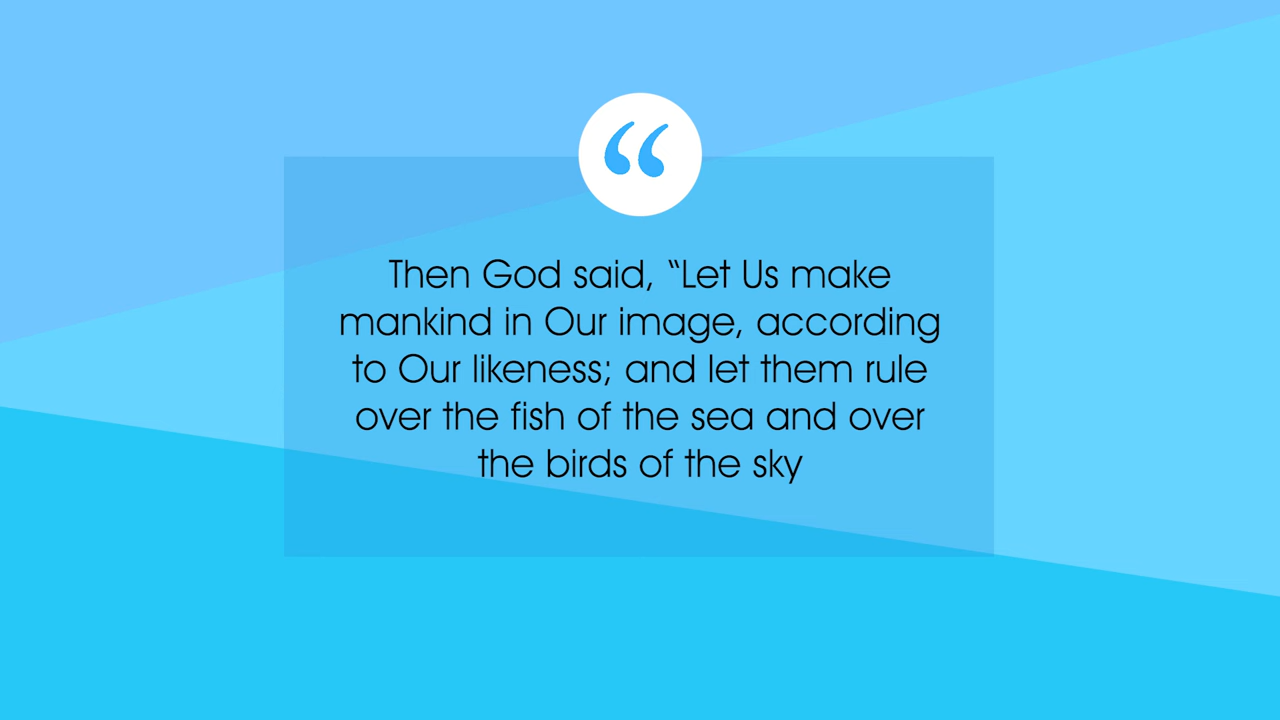 Then God said, “Let Us make
mankind in Our image, according
to Our likeness; and let them rule
over the fish of the sea and over
the birds of the sky